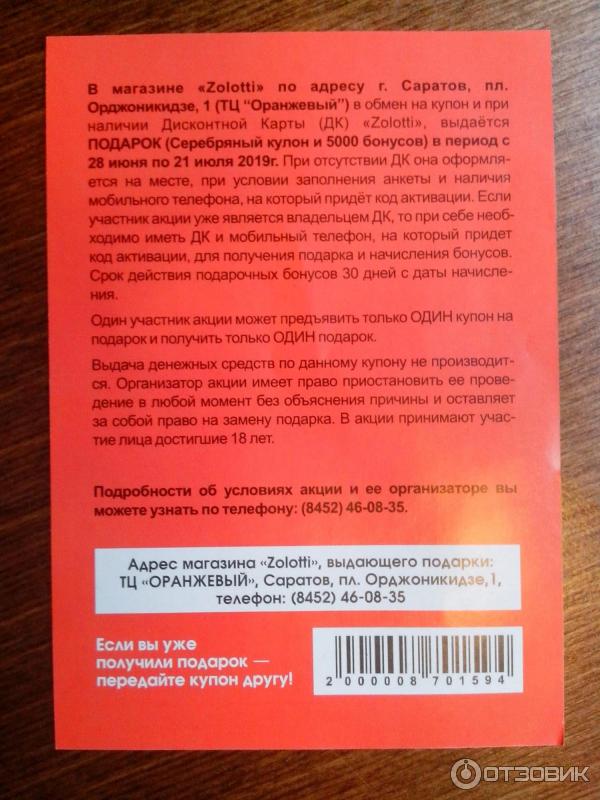 В магазине «Zolotti» по адресу г. Саратов, пл.
Орджоникидзе, 1 (ТЦ “Оранжевый”) в обмен на купон и при
наличии Дисконтной Карты (ДК) «Zolotti», выдаётся
ПОДАРОК (Серебряный кулон и 5000 бонусов) в период с
28 июня по 21 июля 2019г. При отсутствии ДК она оформля-
ется на месте, при условии заполнения анкеты и наличия
мобильного телефона, на который придёт код активации. Если
участник акции уже является владельцем ДК, то при себе необ-
ходимо иметь ДК и мобильный телефон, на который придет
код активации, для получения подарка и начисления бонусов.
Срок действия подарочных бонусов 30 дней с даты начисле-
ния.
Один участник акции может предъявить только ОДИН купон на
подарок и получить только ОДИН подарок.
Выдача денежных средств по данному купону не производит-
ся. Организатор акции имеет право приостановить ее прове-
дение в любой момент без объяснения причины и оставляет
за собой право на замену подарка. В акции принимают учас-
тие лица достигшие 18 лет.
Подробности об условиях акции и ее организаторе вы
можете узнать по телефону: (8452) 46-08-35.
Адрес магазина «Zolotti», выдающего подарки:
ТЦ «ОРАНЖЕВЫЙ», Саратов, пл. Орджоникидзе,1,
телефон: (8452) 46-08-35
Если вы уже
получили подарок —
передайте купон другу!
2 000008 701594
ОТЗОВИК